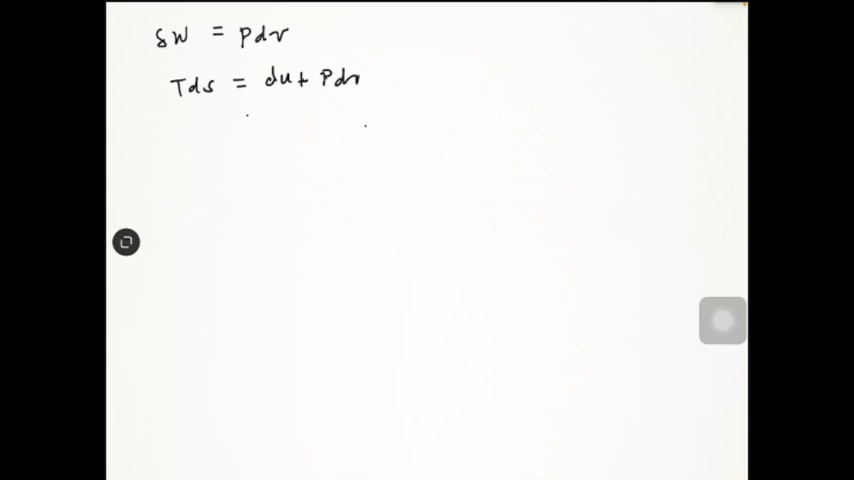 δW = pdv
Tds = du + Pdv